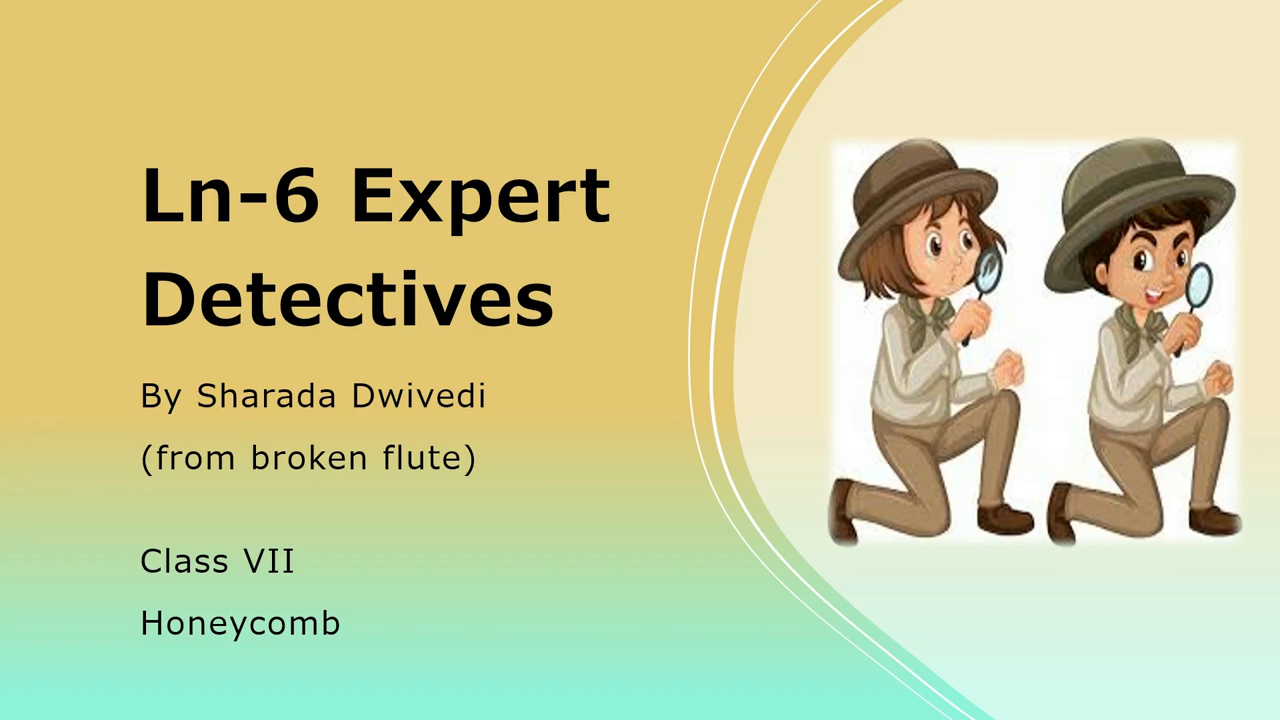 Ln-6 Expert
Detectives
By Sharada Dwivedi
(from broken flute)
Class VII
Honeycomb